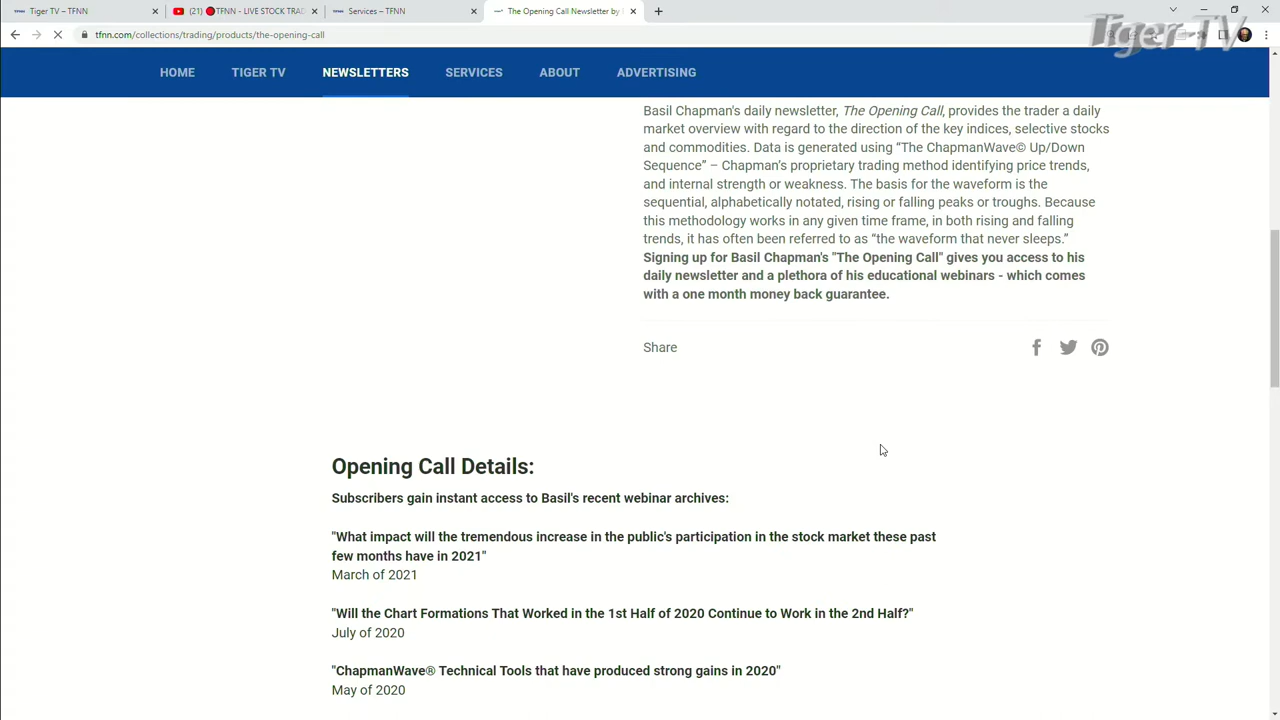 Tiger TV – TFNN
(21) 🔴TFNN - LIVE STOCK TRAD
Services – TFNN
The Opening Call Newsletter by
Tiger TV
tfnn.com/collections/trading/products/the-opening-call
HOME TIGER TV NEWSLETTERS SERVICES ABOUT ADVERTISING
Basil Chapman's daily newsletter, The Opening Call, provides the trader a daily
market overview with regard to the direction of the key indices, selective stocks
and commodities. Data is generated using “The ChapmanWave© Up/Down
Sequence” – Chapman’s proprietary trading method identifying price trends,
and internal strength or weakness. The basis for the waveform is the
sequential, alphabetically notated, rising or falling peaks or troughs. Because
this methodology works in any given time frame, in both rising and falling
trends, it has often been referred to as “the waveform that never sleeps.”
Signing up for Basil Chapman's "The Opening Call" gives you access to his
daily newsletter and a plethora of his educational webinars - which comes
with a one month money back guarantee.
Share
Opening Call Details:
Subscribers gain instant access to Basil's recent webinar archives:
"What impact will the tremendous increase in the public's participation in the stock market these past
few months have in 2021"
March of 2021
"Will the Chart Formations That Worked in the 1st Half of 2020 Continue to Work in the 2nd Half?"
July of 2020
"ChapmanWave® Technical Tools that have produced strong gains in 2020"
May of 2020